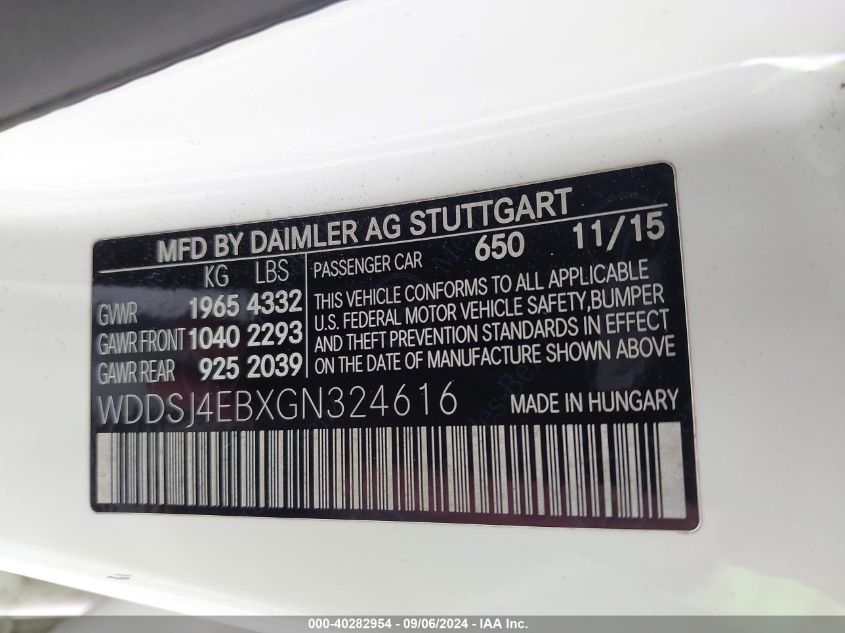 MFD BY DAIMLER AG STUTTGART
KG LBS
GVWR 1965 4332
GAWR FRONT 1040 2293
GAWR REAR 925 2039
PASSENGER CAR 650 11/15
THIS VEHICLE CONFORMS TO ALL APPLICABLE
U.S. FEDERAL MOTOR VEHICLE SAFETY,BUMPER
AND THEFT PREVENTION STANDARDS IN EFFECT
ON THE DATE OF MANUFACTURE SHOWN ABOVE
WDDSJ4EBXGN324616 MADE IN HUNGARY
000-40282954 - 09/06/2024 - IAA Inc.